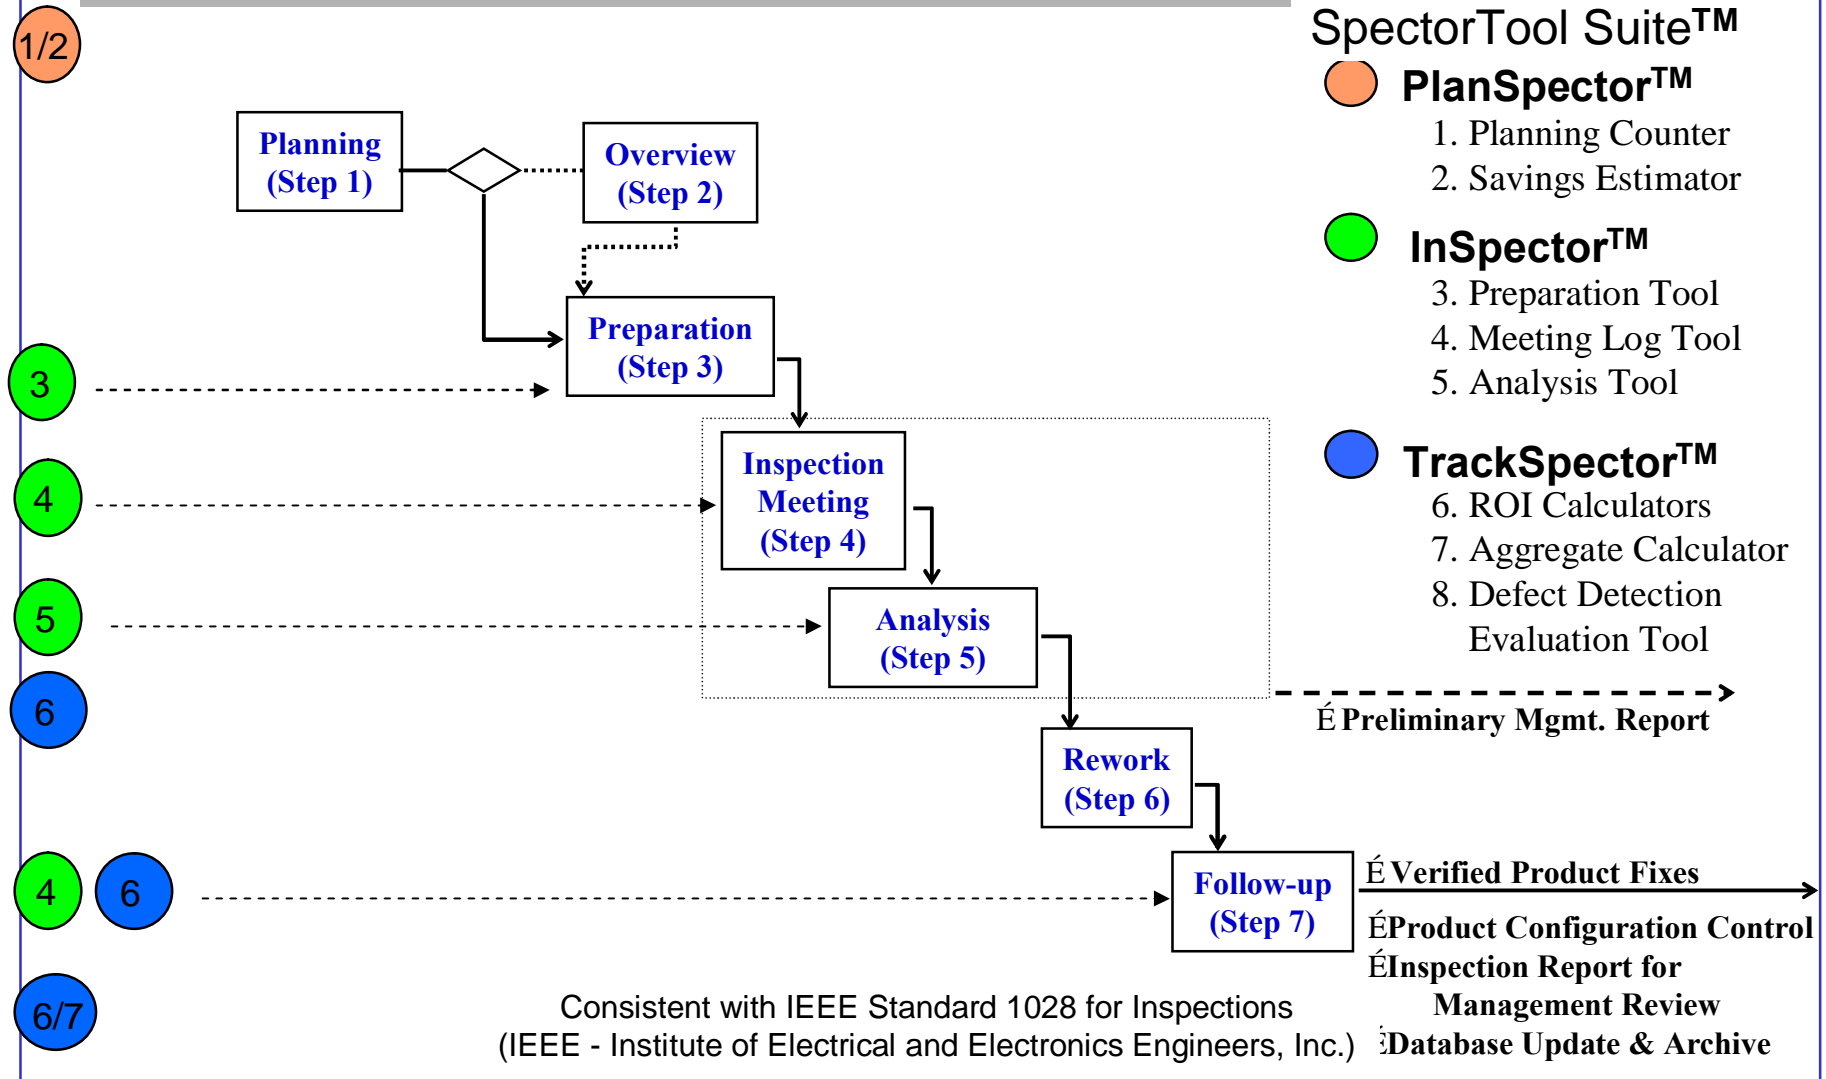 SpectorTool Suite™
1/2
PlanSpector™
1. Planning Counter
2. Savings Estimator
Planning
(Step 1)
Overview
(Step 2)
InSpector™
3. Preparation Tool
4. Meeting Log Tool
5. Analysis Tool
Preparation
(Step 3)
3
TrackSpector™
6. ROI Calculators
7. Aggregate Calculator
8. Defect Detection
Evaluation Tool
4
Inspection
Meeting
(Step 4)
5
Analysis
(Step 5)
6
É Preliminary Mgmt. Report
Rework
(Step 6)
4
6
Follow-up
(Step 7)
É Verified Product Fixes
ÉProduct Configuration Control
ÉInspection Report for
Management Review
ÉDatabase Update & Archive
6/7
Consistent with IEEE Standard 1028 for Inspections
(IEEE - Institute of Electrical and Electronics Engineers, Inc.)